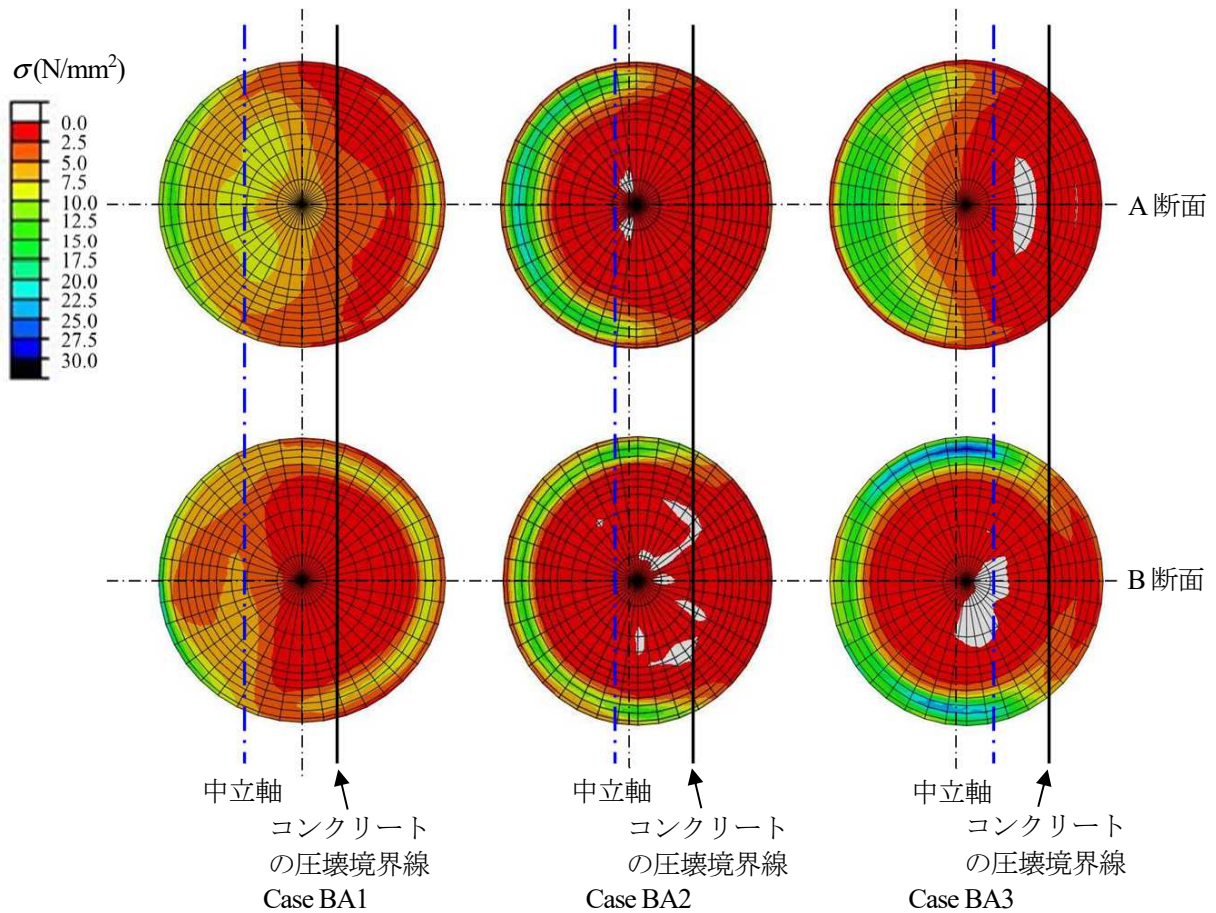 σ(N/mm²)
0.0
2.5
5.0
7.5
10.0
12.5
15.0
17.5
20.0
22.5
25.0
27.5
30.0
A断面
B断面
中立軸
中立軸
中立軸
コンクリート
の圧壊境界線
コンクリート
の圧壊境界線
コンクリート
の圧壊境界線
Case BA1
Case BA2
Case BA3